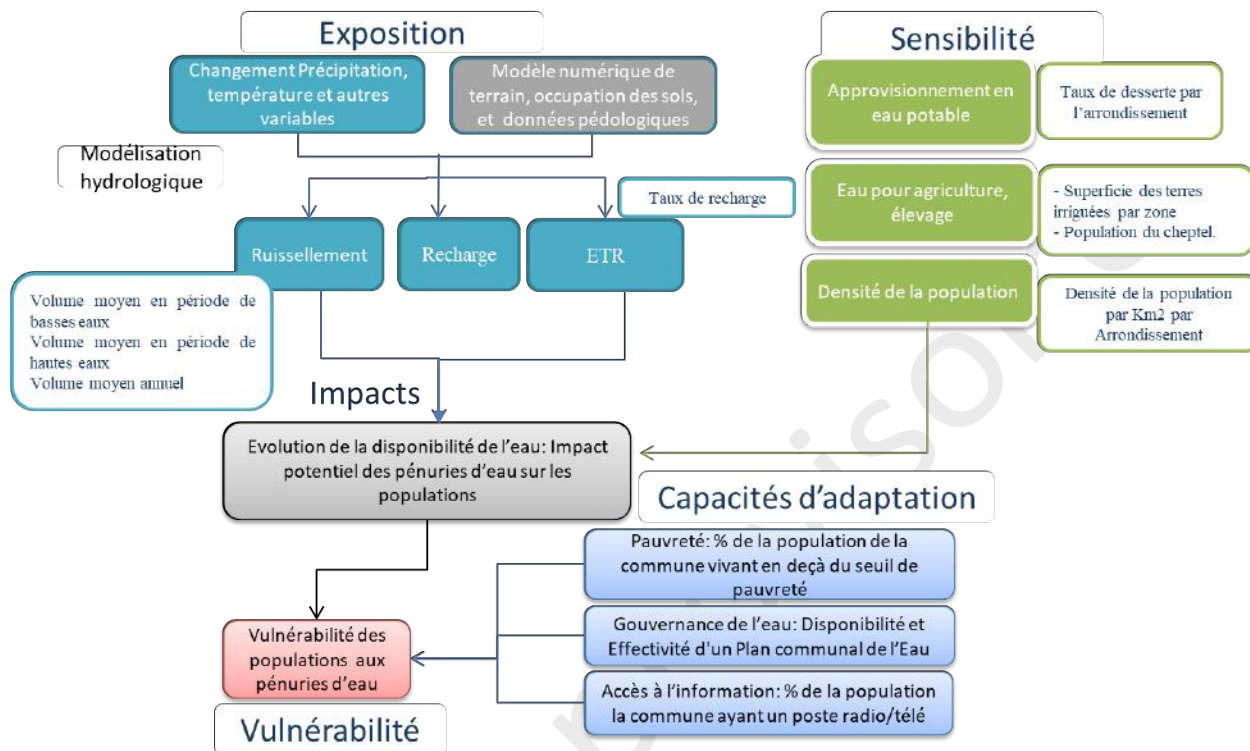 Exposition
Changement Précipitation,
température et autres
variables
Modèle numérique de
terrain, occupation des sols,
et données pédologiques
Modélisation
hydrologique
Taux de recharge
Ruissellement
Recharge
ETR
Volume moyen en période de
basses eaux
Volume moyen en période de
hautes eaux
Volume moyen annuel
Sensibilité
Approvisionnement en
eau potable
Taux de desserte par
l'arrondissement
Eau pour agriculture,
élevage
- Superficie des terres
irriguées par zone
- Population du cheptel.
Densité de la population
Densité de la population
par Km2 par
Arrondissement
Impacts
Evolution de la disponibilité de l'eau: Impact
potentiel des pénuries d'eau sur les
populations
Capacités d'adaptation
Pauvreté: % de la population de la
commune vivant en deçà du seuil de
pauvreté
Gouvernance de l'eau: Disponibilité et
Effectivité d'un Plan communal de l'Eau
Accès à l'information: % de la population
la commune ayant un poste radio/télé
Vulnérabilité des
populations aux
pénuries d'eau
Vulnérabilité